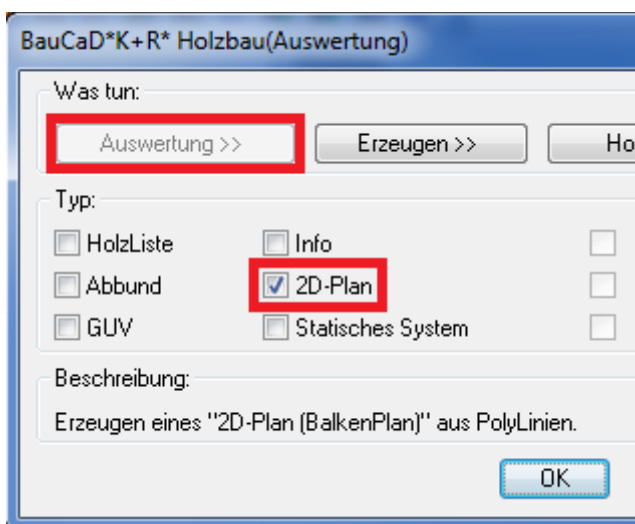 BauCaD*K+R* Holzbau(Auswertung)
Was tun:
Auswertung >> Erzeugen >> Ho
Typ:
HolzListe Info
Abbund 2D-Plan
GUV Statisches System
Beschreibung:
Erzeugen eines "2D-Plan (BalkenPlan)" aus PolyLinien.
OK